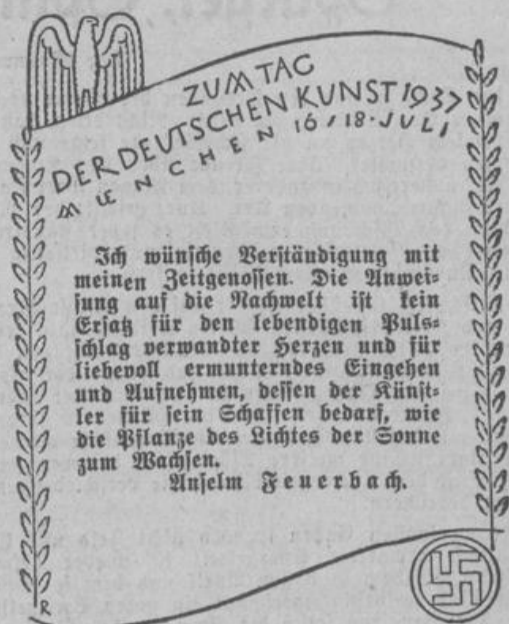 ZUM TAG
DER DEUTSCHEN KUNST 1937
MUENCHEN 16/18·JULI
Ich wünsche Verständigung mit
meinen Zeitgenossen. Die Anwei-
sung auf die Nachwelt ist kein
Ersatz für den lebendigen Puls-
schlag verwandter Herzen und für
liebevoll ermunterndes Eingehen
und Aufnehmen, dessen der Künst-
ler für sein Schaffen bedarf, wie
die Pflanze des Lichtes der Sonne
zum Wachsen.
Anselm Feuerbach.
R